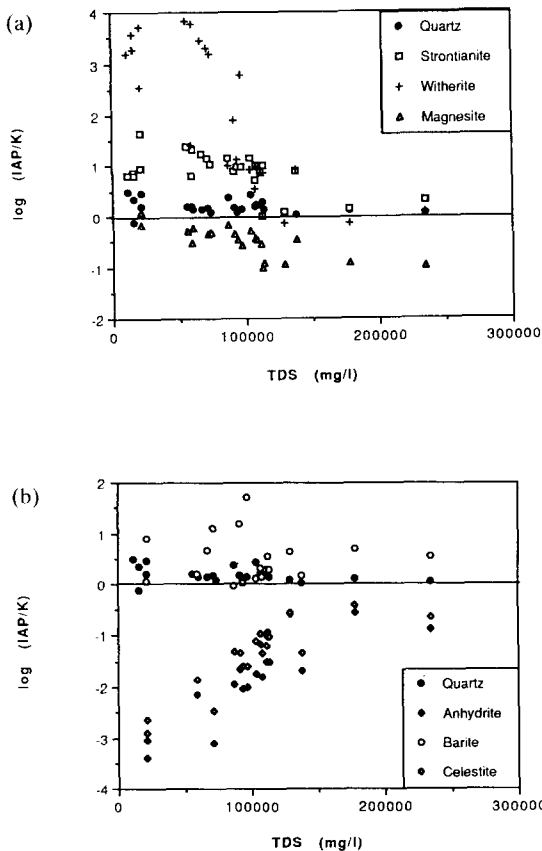 (a)
4
3
2
1
0
-1
-2
log (IAP/K)
Quartz
Strontianite
Witherite
Magnesite
0 100000 200000 300000
TDS (mg/l)
(b)
2
1
0
-1
-2
-3
-4
log (IAP/K)
Quartz
Anhydrite
Barite
Celestite
0 100000 200000 300000
TDS (mg/l)